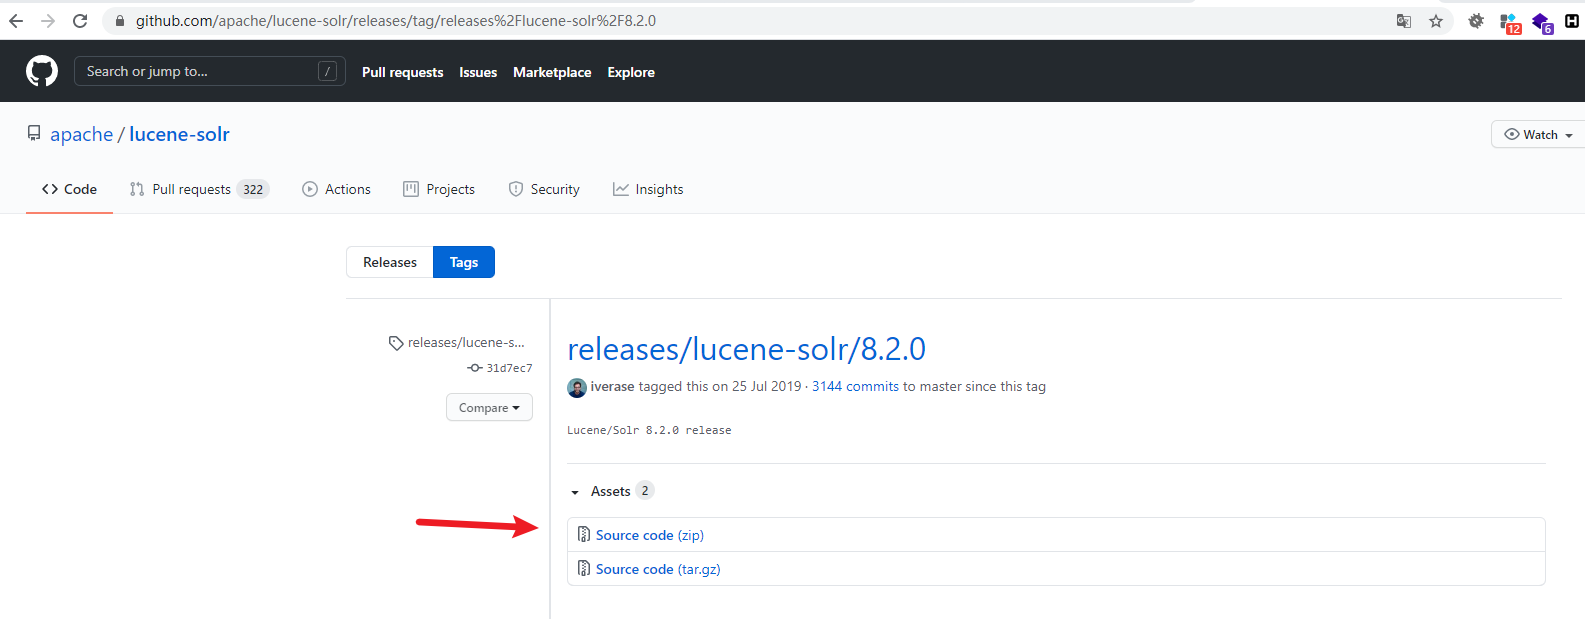 github.com/apache/lucene-solr/releases/tag/releases%2Flucene-solr%2F8.2.0
12
6
H
Search or jump to...
/
Pull requests
Issues
Marketplace
Explore
apache / lucene-solr
Watch
Code
Pull requests 322
Actions
Projects
Security
Insights
Releases
Tags
releases/lucene-s...
31d7ec7
Compare
releases/lucene-solr/8.2.0
iverase tagged this on 25 Jul 2019 · 3144 commits to master since this tag
Lucene/Solr 8.2.0 release
Assets 2
Source code (zip)
Source code (tar.gz)